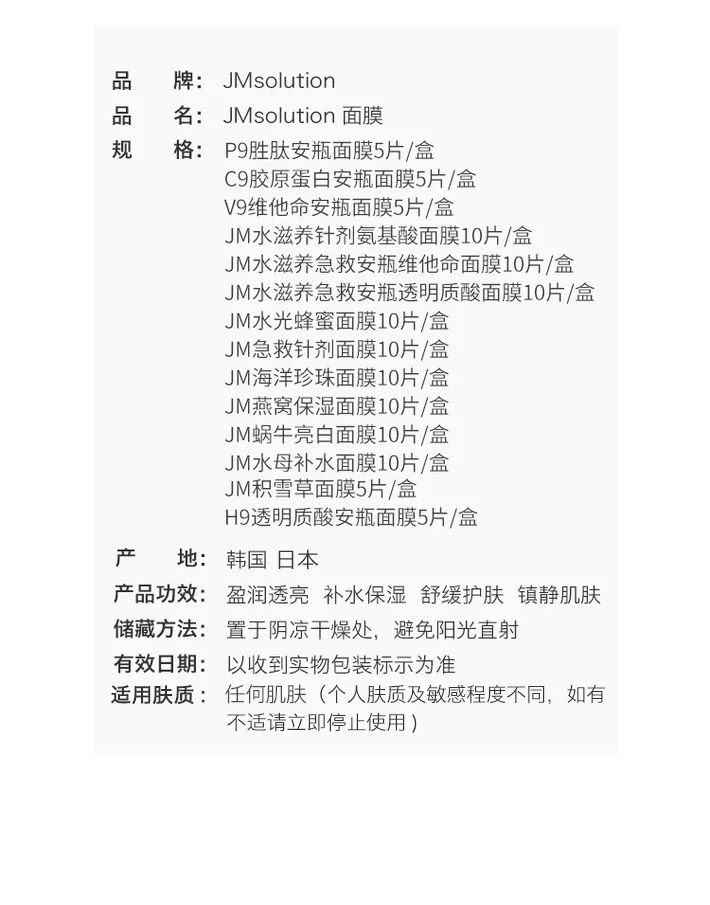 品 牌： JMsolution
品 名： JMsolution 面膜
规 格： P9胜肽安瓶面膜5片/盒
C9胶原蛋白安瓶面膜5片/盒
V9维他命安瓶面膜5片/盒
JM水滋养针剂氨基酸面膜10片/盒
JM水滋养急救安瓶维他命面膜10片/盒
JM水滋养急救安瓶透明质酸面膜10片/盒
JM水光蜂蜜面膜10片/盒
JM急救针剂面膜10片/盒
JM海洋珍珠面膜10片/盒
JM燕窝保湿面膜10片/盒
JM蜗牛亮白面膜10片/盒
JM水母补水面膜10片/盒
JM积雪草面膜5片/盒
H9透明质酸安瓶面膜5片/盒
产 地： 韩国 日本
产品功效： 盈润透亮 补水保湿 舒缓护肤 镇静肌肤
储藏方法： 置于阴凉干燥处，避免阳光直射
有效日期： 以收到实物包装标示为准
适用肤质： 任何肌肤（个人肤质及敏感程度不同，如有
不适请立即停止使用）